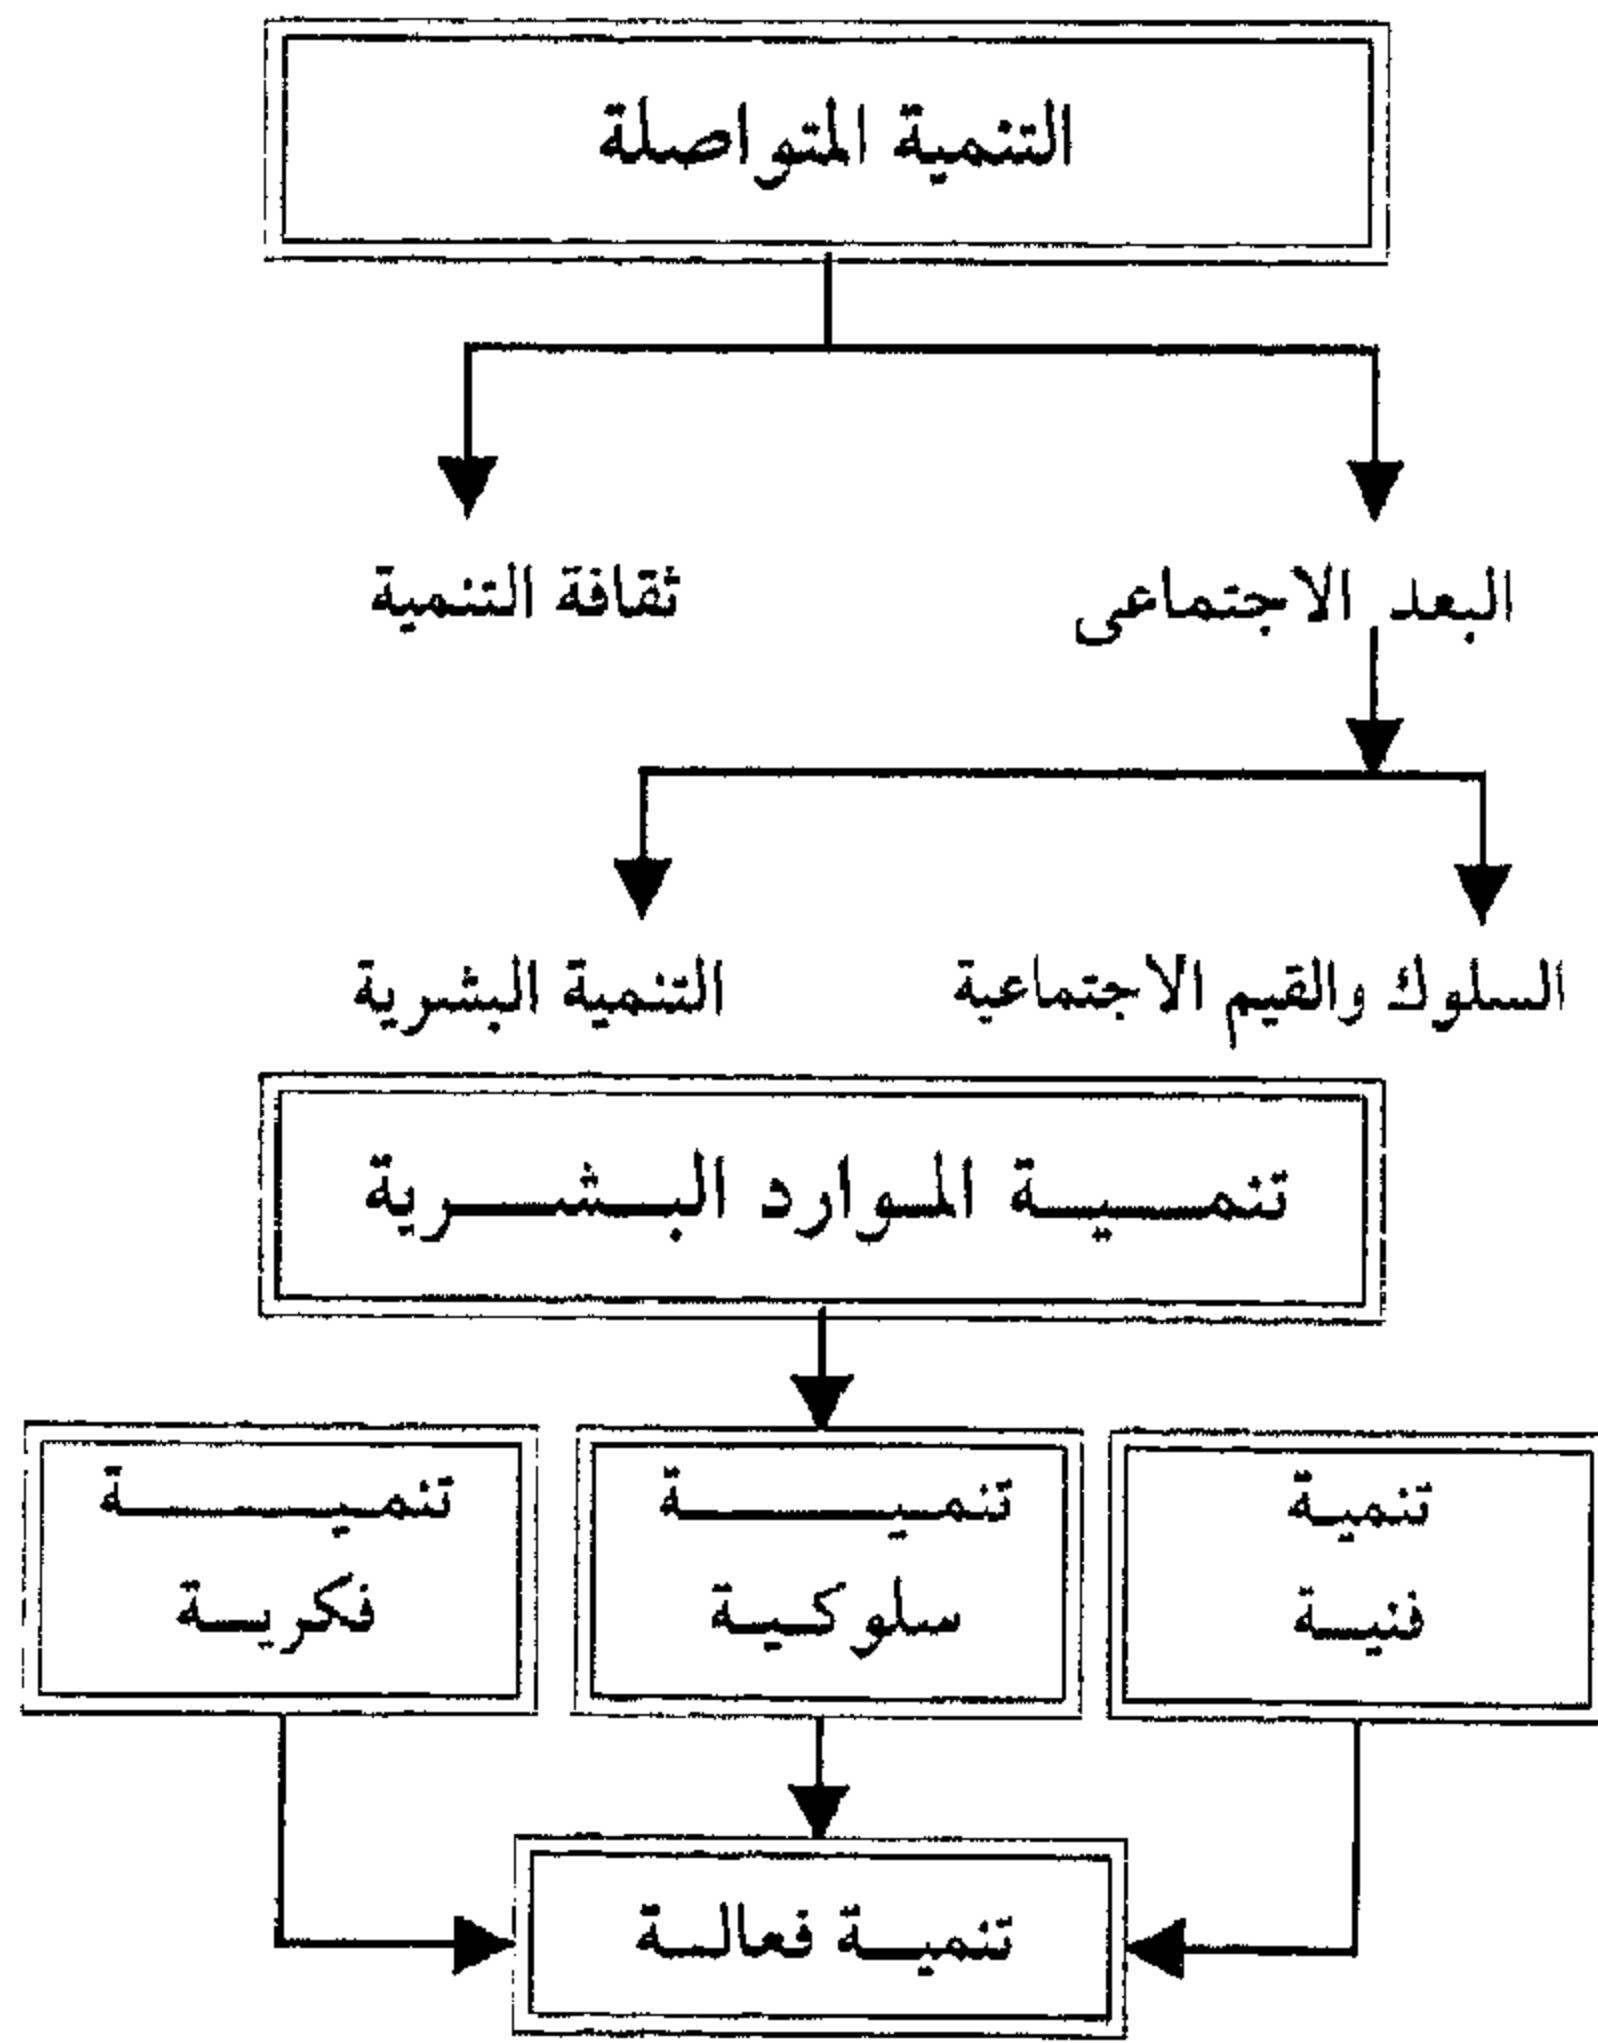 التنمية المتواصلة
البعد الاجتماعى
ثقافة التنمية
السلوك والقيم الاجتماعية
التنمية البشرية
تنمية الموارد البشرية
تنمية
فنية
تنمية
سلوكية
تنمية
فكرية
تنمية فعالة